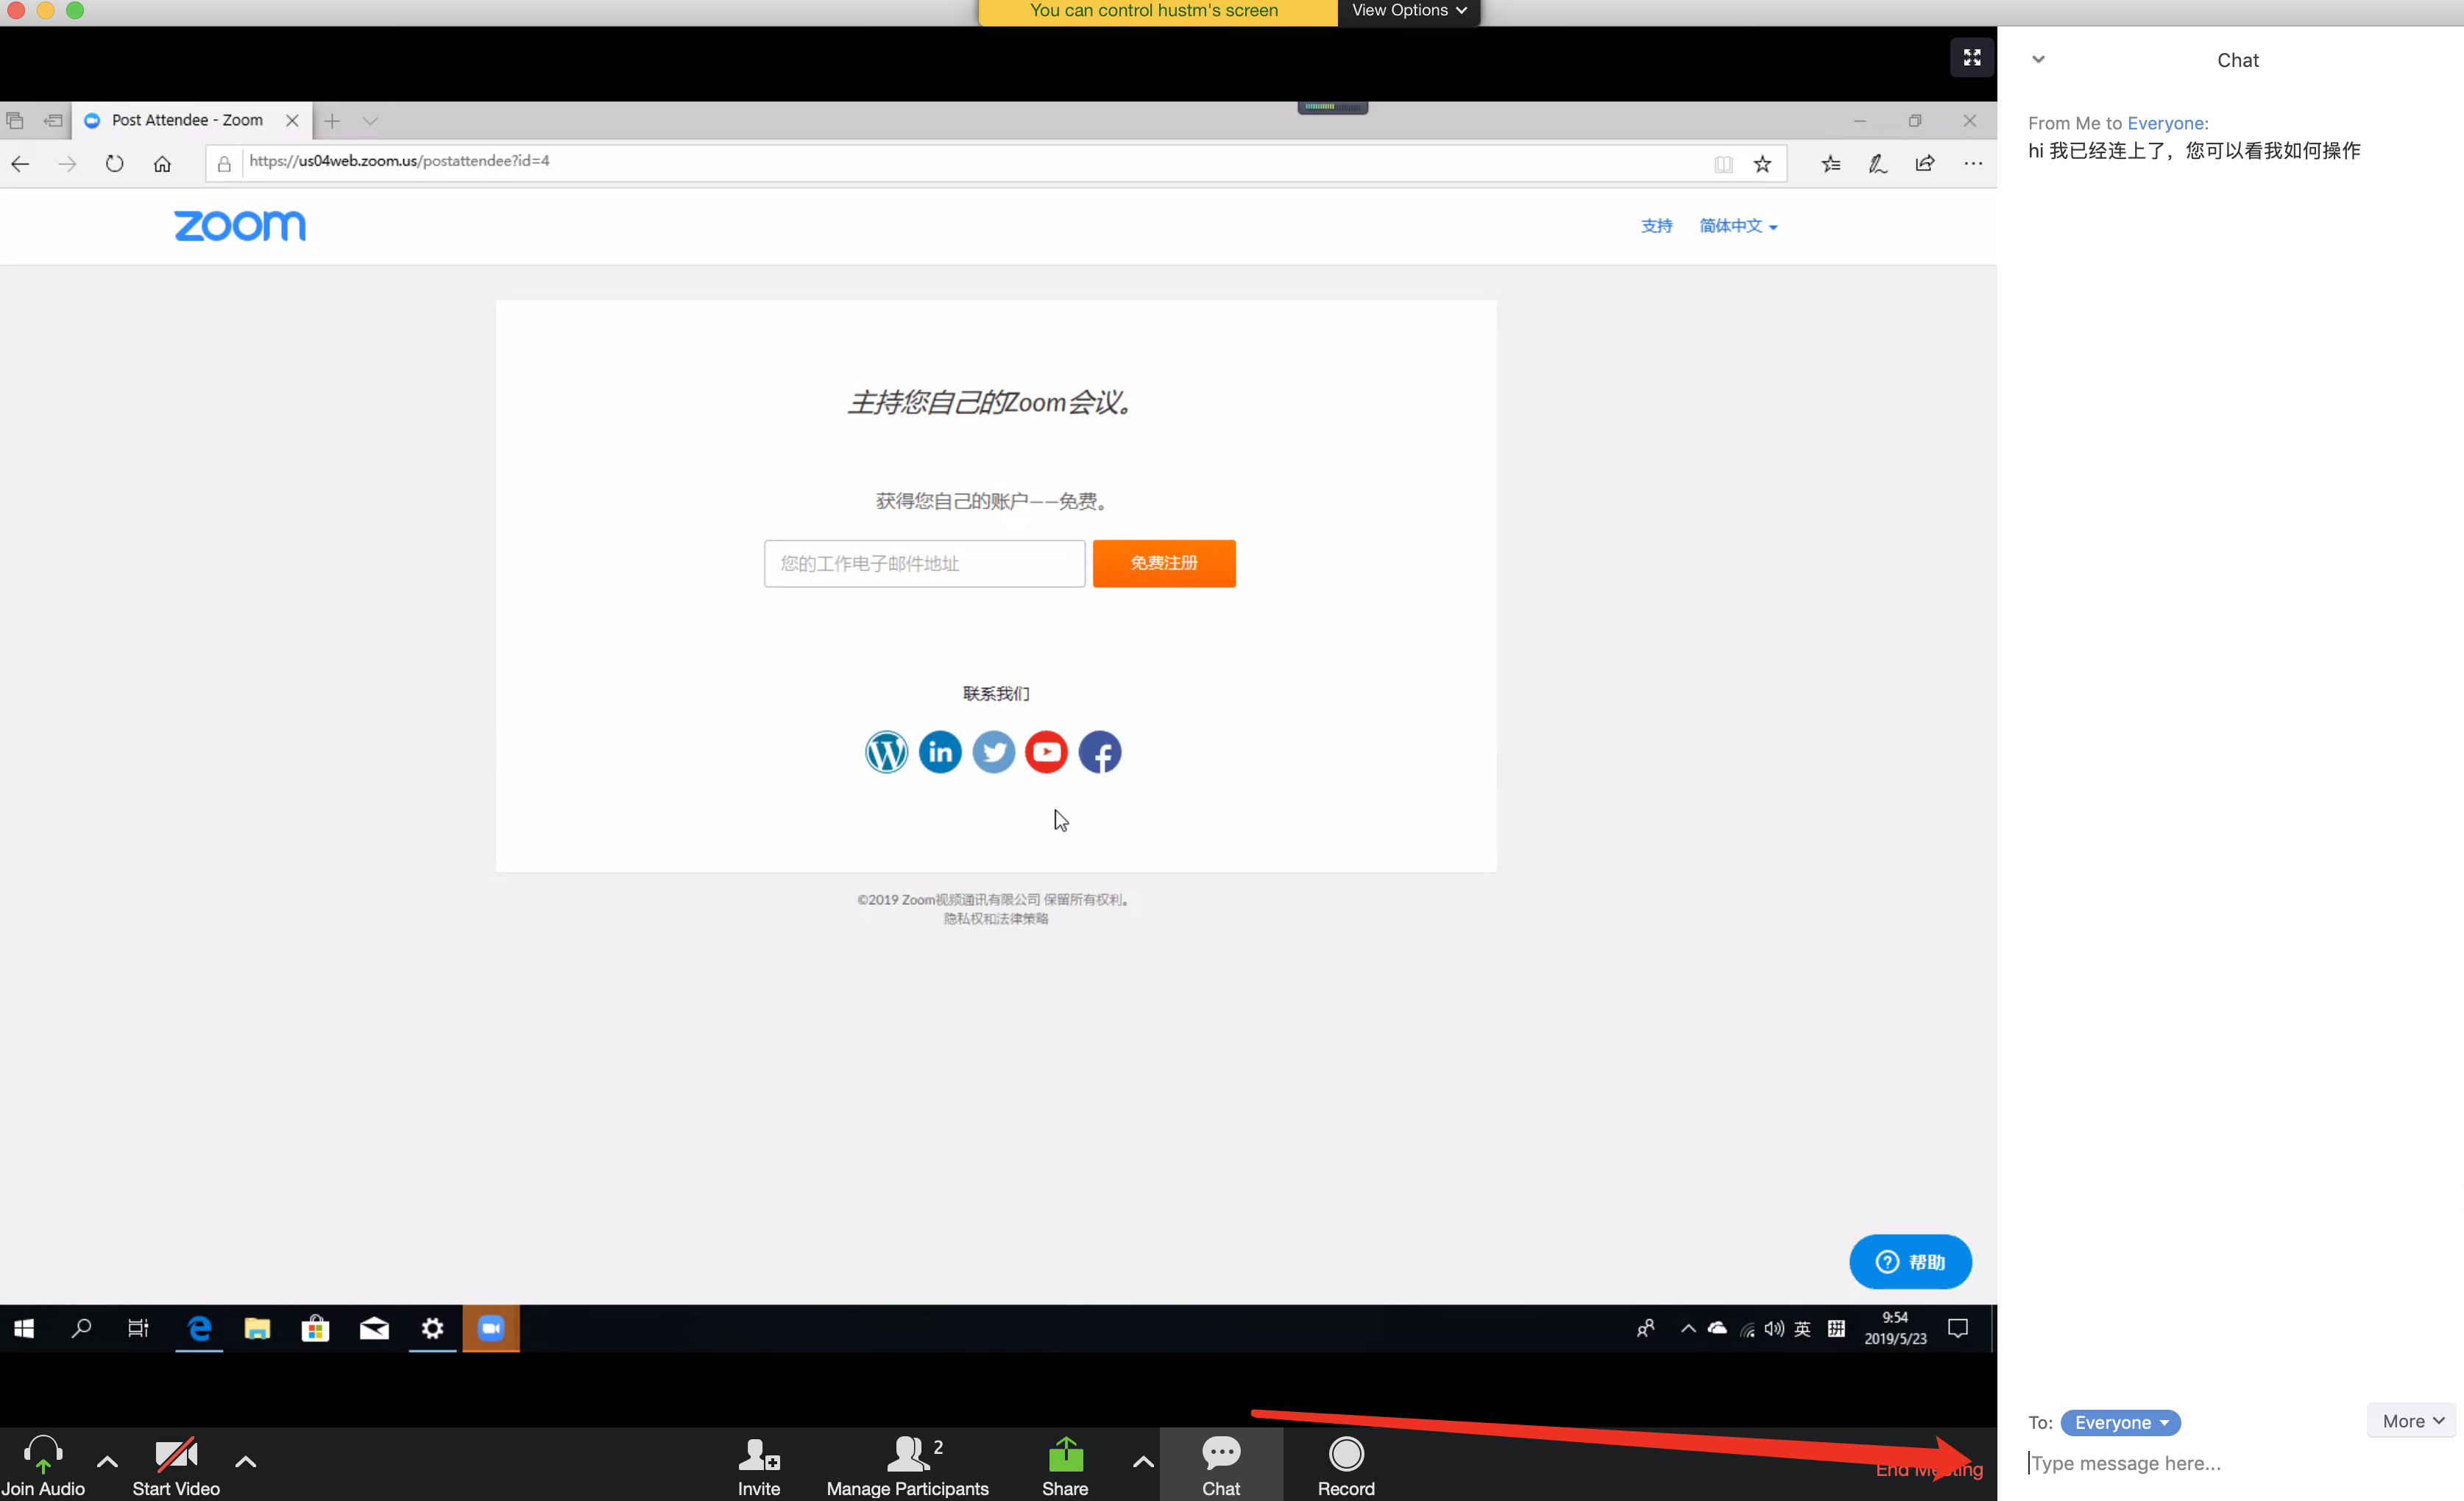 You can control hustm's screen
View Options
Chat
Post Attendee - Zoom
https://us04web.zoom.us/postattendee?id=4
From Me to Everyone:
hi 我已经连上了，您可以看我如何操作
zoom
支持
简体中文
主持您自己的Zoom会议。
获得您自己的账户——免费。
您的工作电子邮件地址
免费注册
联系我们
©2019 Zoom视频通讯有限公司 保留所有权利。
隐私权和法律策略
帮助
英
拼
9:54
2019/5/23
To: Everyone
More
Type message here...
Join Audio
Start Video
Invite
2
Manage Participants
Share
Chat
Record
End Meeting